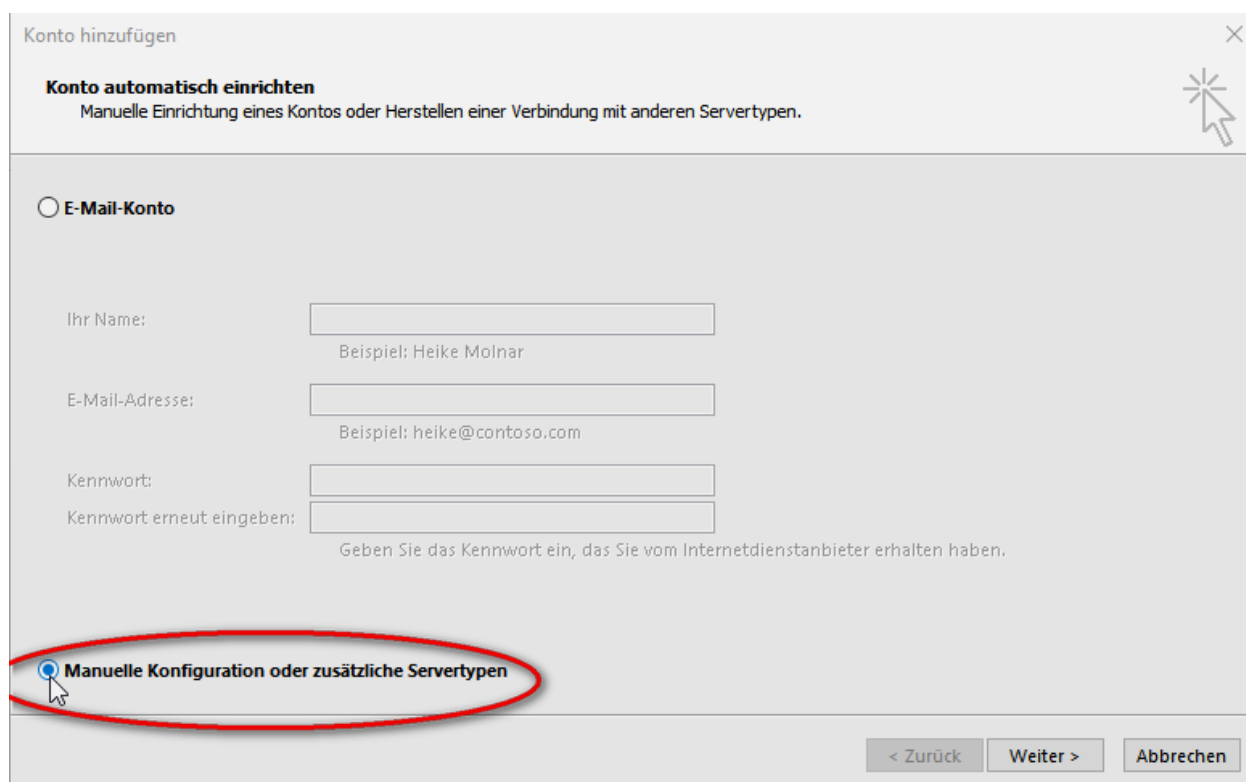 Konto hinzufügen
Konto automatisch einrichten
Manuelle Einrichtung eines Kontos oder Herstellen einer Verbindung mit anderen Servertypen.
E-Mail-Konto
Ihr Name:
Beispiel: Heike Molnar
E-Mail-Adresse:
Beispiel: heike@contoso.com
Kennwort:
Kennwort erneut eingeben:
Geben Sie das Kennwort ein, das Sie vom Internetdienstanbieter erhalten haben.
Manuelle Konfiguration oder zusätzliche Servertypen
< Zurück Weiter > Abbrechen